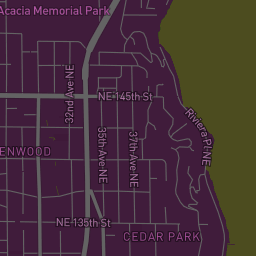 Acacia Memorial Park
32nd Ave NE
NE 145th St
Riviera Pl NE
35th Ave NE
37th Ave NE
ENWOOD
NE 135th St
CEDAR PARK